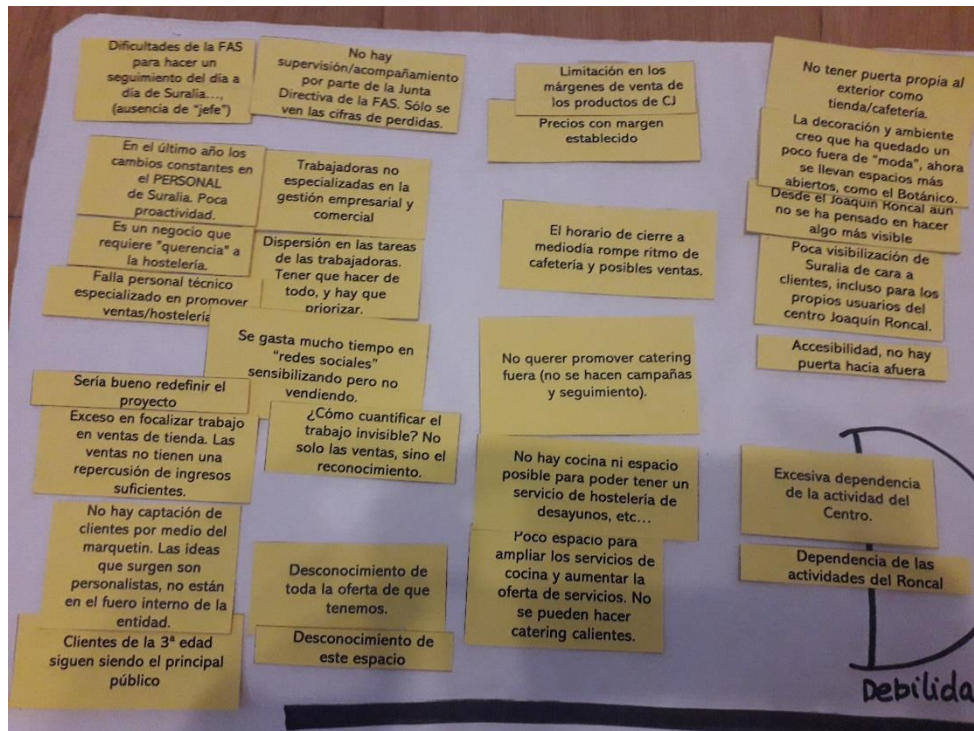 Dificultades de la FAS
para hacer un
seguimiento del día a
día de Suralia...,
(ausencia de "jefe")
En el último año los
cambios constantes en
el PERSONAL
de Suralia. Poca
proactividad.
Es un negocio que
requiere "querencia" a
la hostelería.
Falla personal técnico
especializado en promover
ventas/hostelería
Sería bueno redefinir el
proyecto
Exceso en focalizar trabajo
en ventas de tienda. Las
ventas no tienen una
repercusión de ingresos
suficientes.
No hay captación de
clientes por medio del
marquetin. Las ideas
que surgen son
personalistas, no están
en el fuero interno de la
entidad.
Clientes de la 3ª edad
siguen siendo el principal
público
No hay
supervisión/acompañamiento
por parte de la Junta
Directiva de la FAS. Sólo se
ven las cifras de perdidas.
Trabajadoras no
especializadas en la
gestión empresarial y
comercial
Dispersión en las tareas
de las trabajadoras.
Tener que hacer de
todo, y hay que
priorizar.
Se gasta mucho tiempo en
"redes sociales"
sensibilizando pero no
vendiendo.
¿Cómo cuantificar el
trabajo invisible? No
solo las ventas, sino el
reconocimiento.
Desconocimiento de
toda la oferta de que
tenemos.
Desconocimiento de
este espacio
Limitación en los
márgenes de venta de
los productos de CJ
Precios con margen
establecido
El horario de cierre a
mediodía rompe ritmo de
cafetería y posibles ventas.
No querer promover catering
fuera (no se hacen campañas
y seguimiento).
No hay cocina ni espacio
posible para poder tener un
servicio de hostelería de
desayunos, etc...
Poco espacio para
ampliar los servicios de
cocina y aumentar la
oferta de servicios. No
se pueden hacer
catering calientes.
No tener puerta propia al
exterior como
tienda/cafetería.
La decoración y ambiente
creo que ha quedado un
poco fuera de "moda", ahora
se llevan espacios más
abiertos, como el Botánico.
Desde el Joaquín Roncal aun
no se ha pensado en hacer
algo más visible
Poca visibilización de
Suralia de cara a
clientes, incluso para los
propios usuarios del
centro Joaquín Roncal.
Accesibilidad, no hay
puerta hacia afuera
Excesiva dependencia
de la actividad del
Centro.
Dependencia de las
actividades del Roncal
D
Debilida